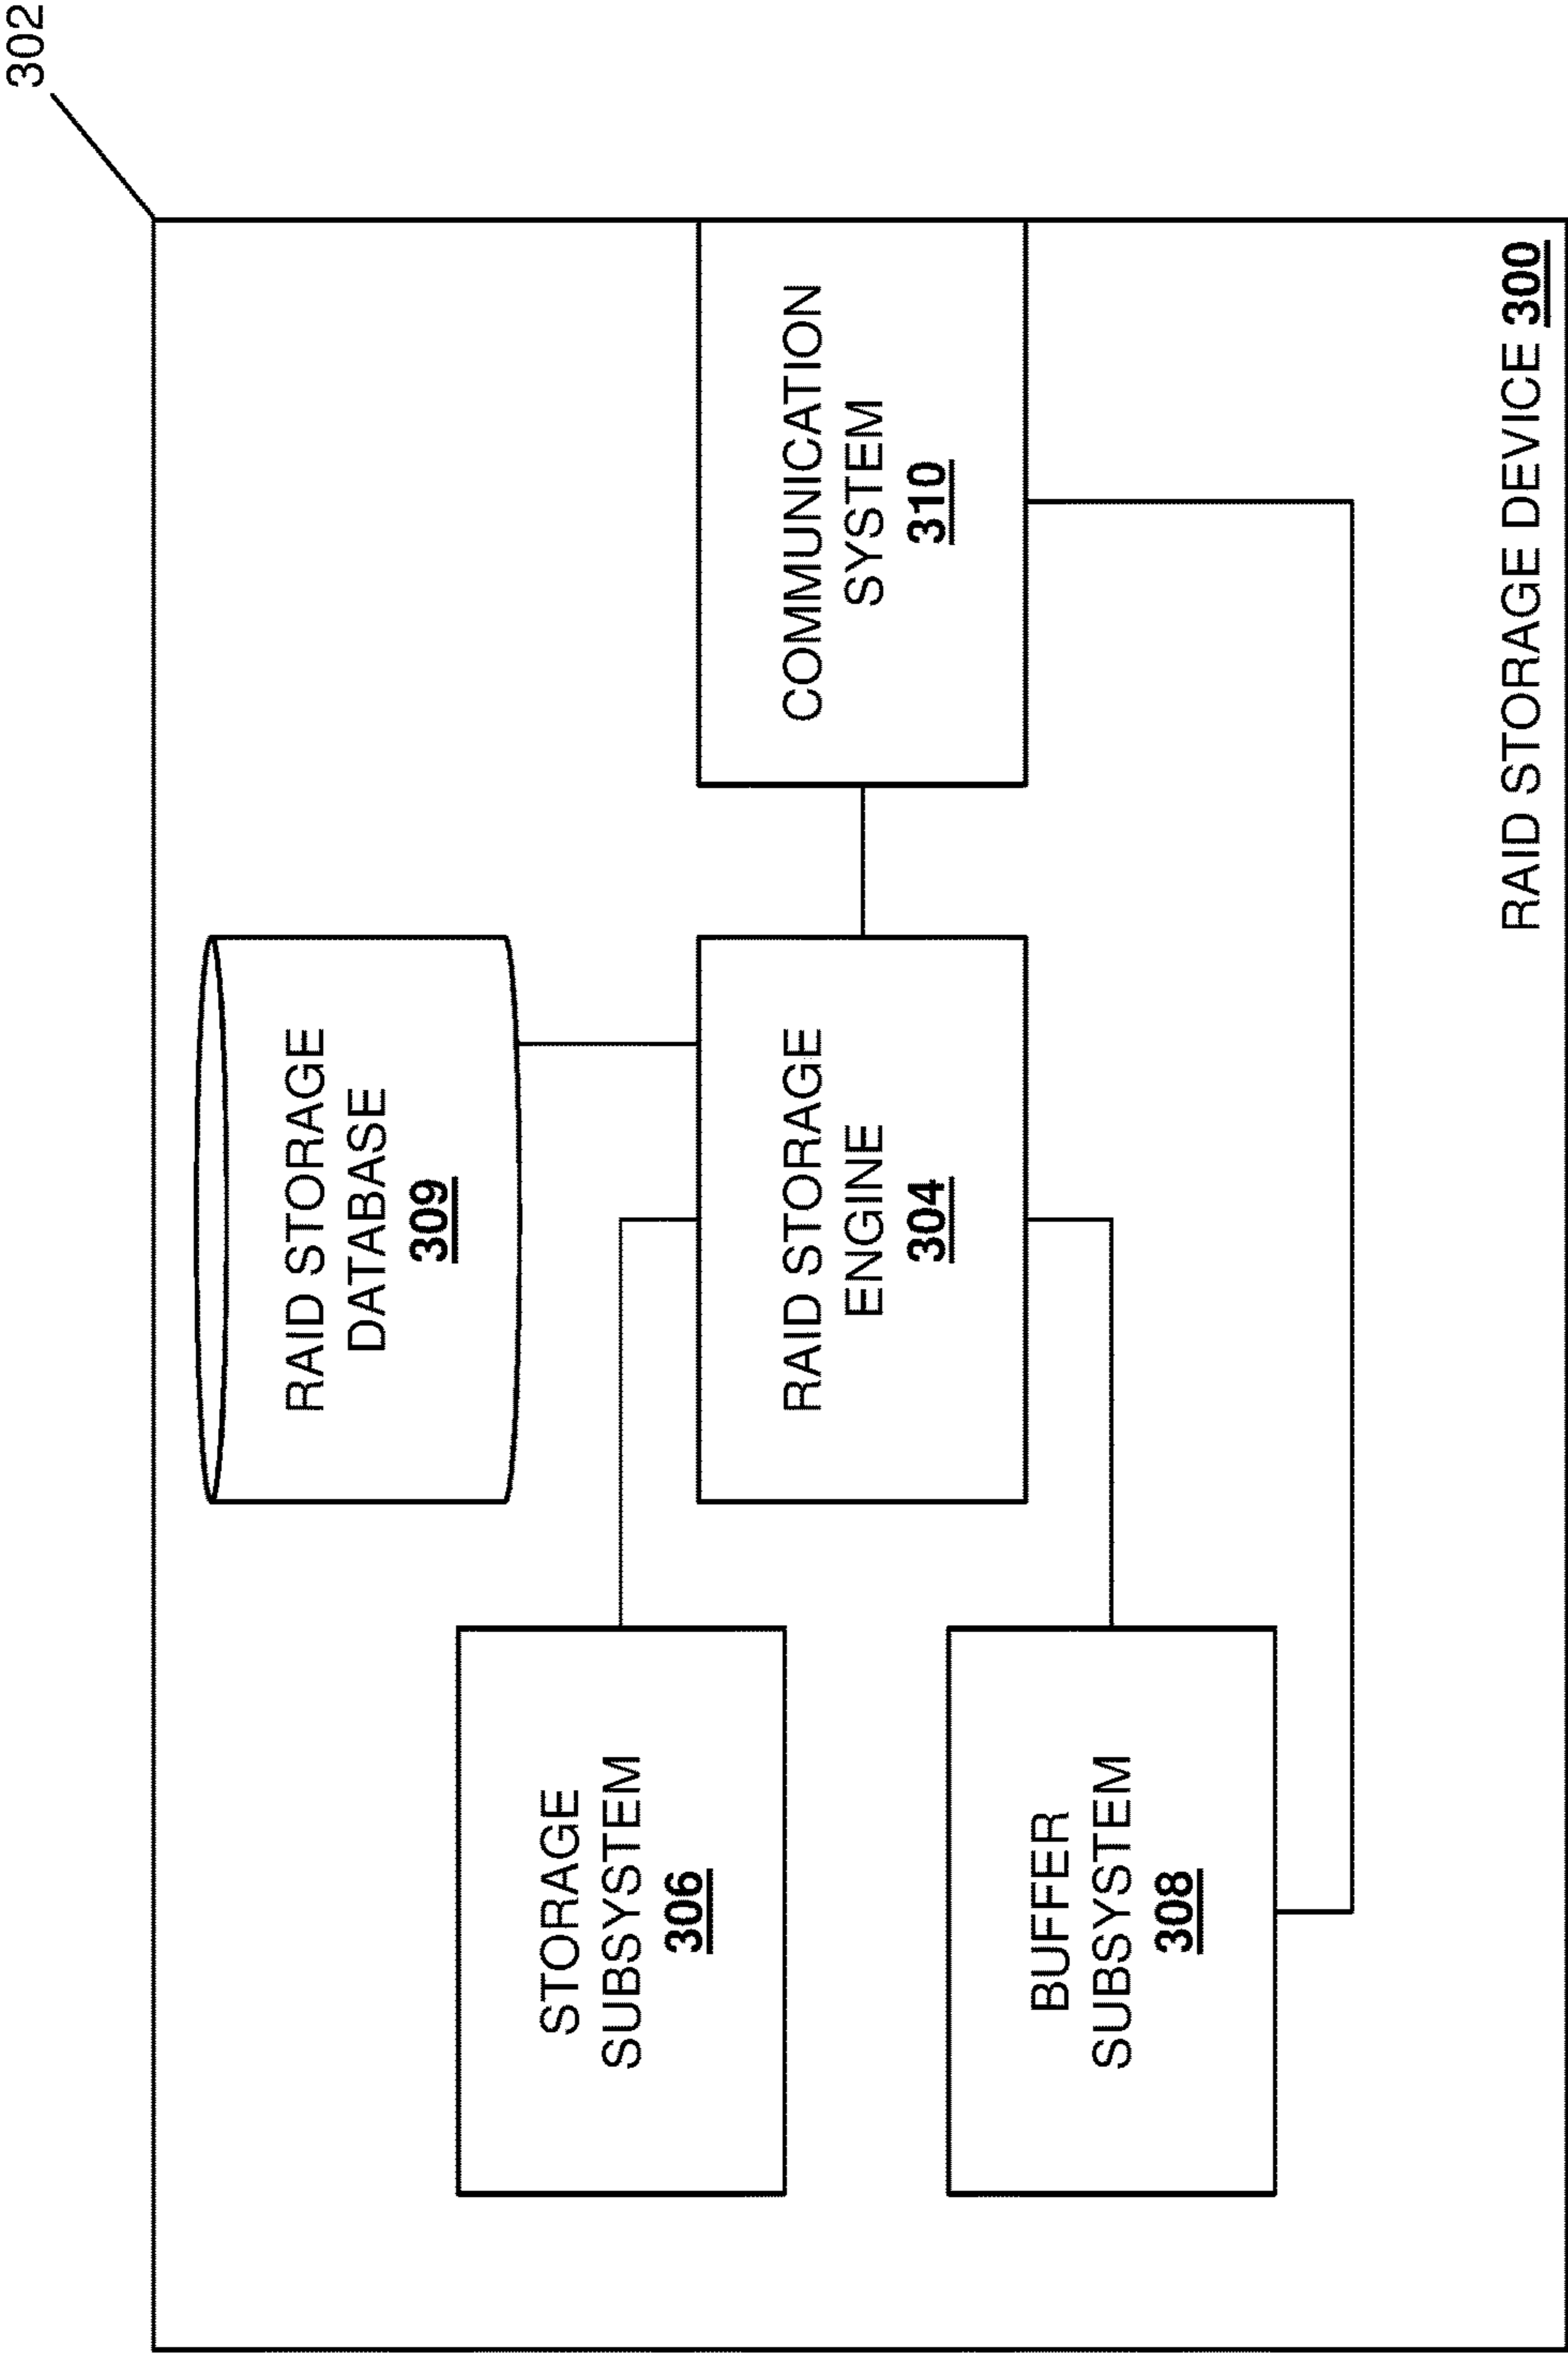 302
RAID STORAGE
DATABASE
309
STORAGE
SUBSYSTEM
306
RAID STORAGE
ENGINE
304
COMMUNICATION
SYSTEM
310
BUFFER
SUBSYSTEM
308
RAID STORAGE DEVICE 300